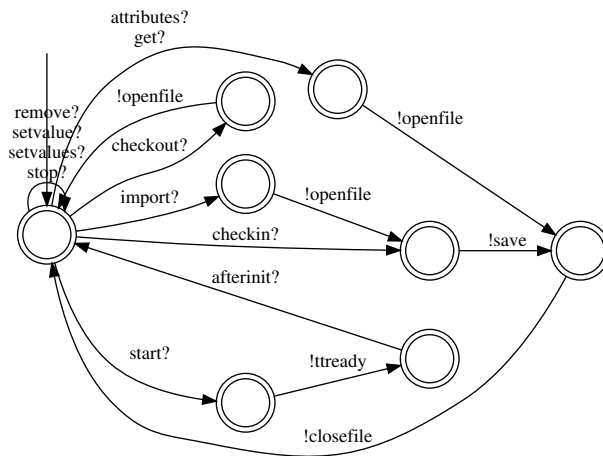 attributes?
get?
!openfile
remove?
setvalue?
setvalues?
stop?
!openfile
checkout?
import?
!openfile
checkin?
!save
afterinit?
start?
!ttready
!closefile